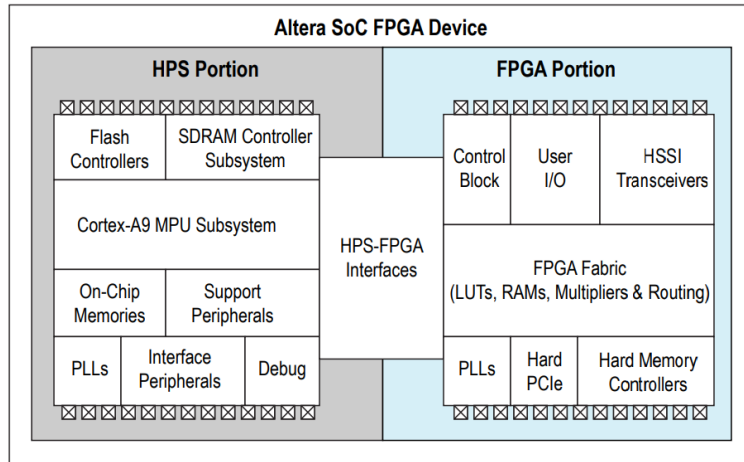 Altera SoC FPGA Device
HPS Portion
FPGA Portion
Flash
Controllers
SDRAM Controller
Subsystem
Cortex-A9 MPU Subsystem
On-Chip
Memories
Support
Peripherals
PLLs
Interface
Peripherals
Debug
HPS-FPGA
Interfaces
Control
Block
User
I/O
HSSI
Transceivers
FPGA Fabric
(LUTs, RAMs, Multipliers & Routing)
PLLs
Hard
PCIe
Hard Memory
Controllers